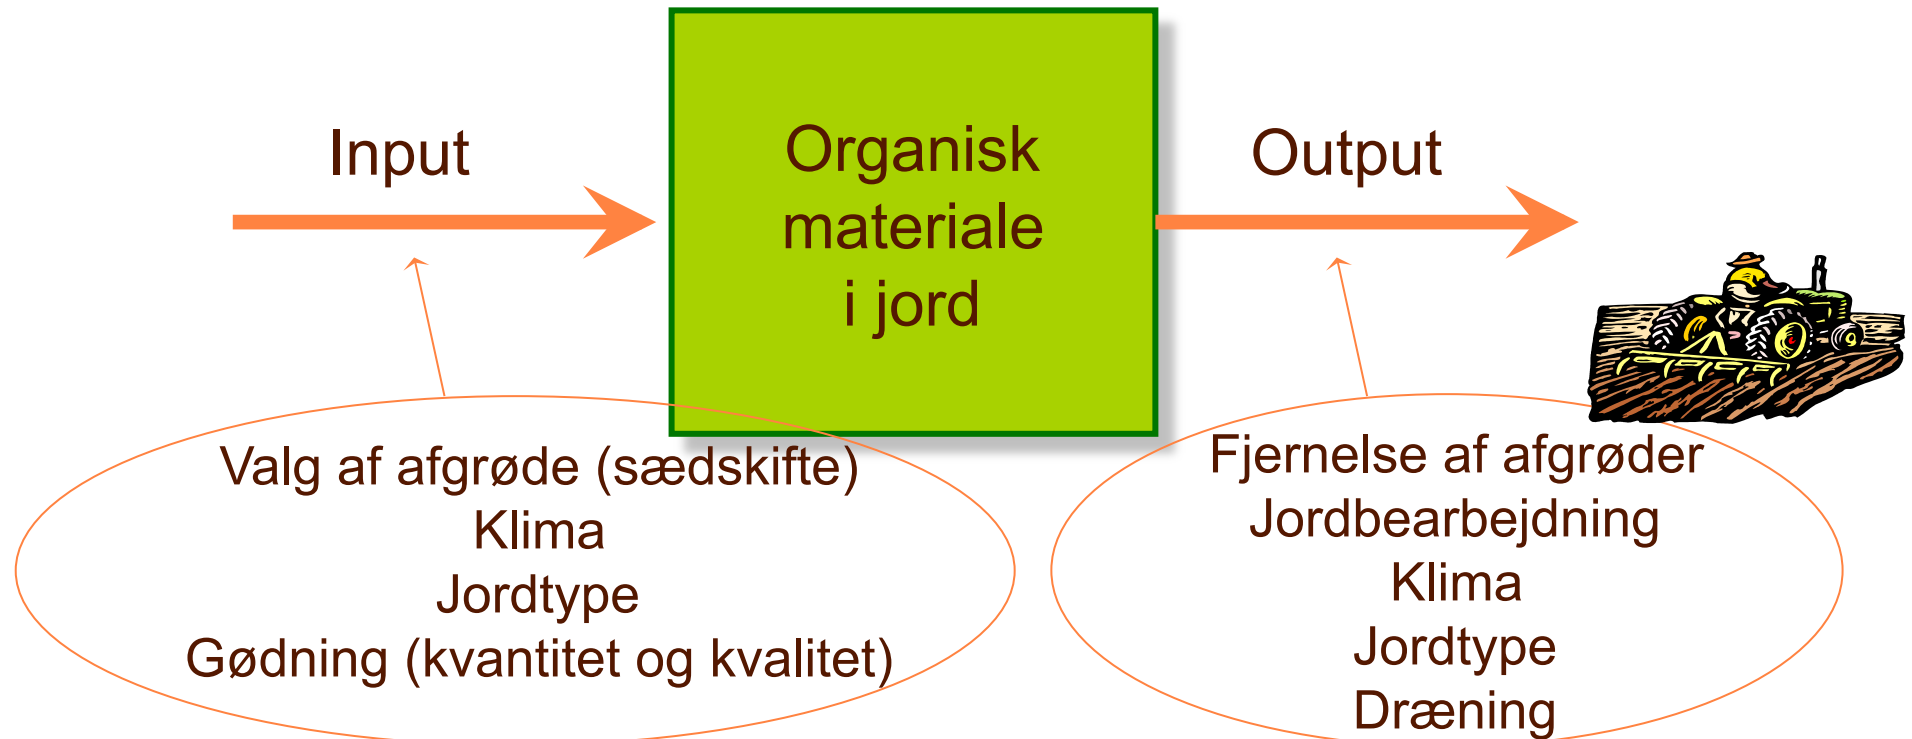 Input
Organisk
materiale
i jord
Output
Valg af afgrøde (sædskifte)
Klima
Jordtype
Gødning (kvantitet og kvalitet)
Fjernelse af afgrøder
Jordbearbejdning
Klima
Jordtype
Dræning